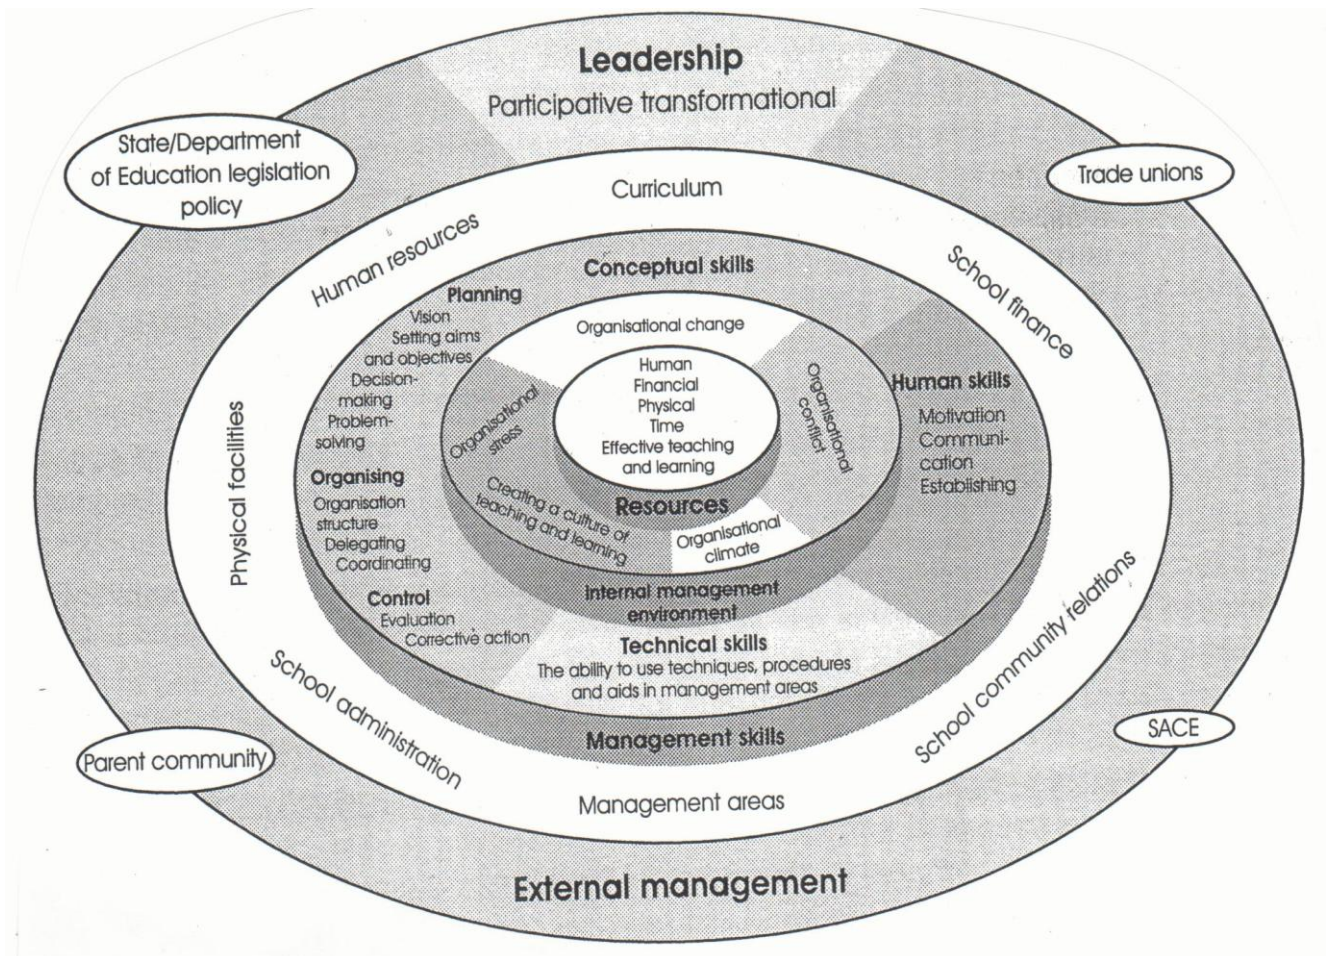 Leadership
Participative transformational
State/Department
of Education legislation
policy
Trade unions
Curriculum
Human resources
School finance
Conceptual skills
Planning
Vision
Setting aims
and objectives
Decision-
making
Problem-
solving
Organising
Organisation
structure
Delegating
Coordinating
Control
Evaluation
Corrective action
Organisational change
Organisational
stress
Organisational
conflict
Human
Financial
Physical
Time
Effective teaching
and learning
Resources
Creating a culture of
teaching and learning
Organisational
climate
Internal management
environment
Human skills
Motivation
Communi-
cation
Establishing
Technical skills
The ability to use techniques, procedures
and aids in management areas
Management skills
Physical facilities
School administration
School community relations
Management areas
Parent community
SACE
External management